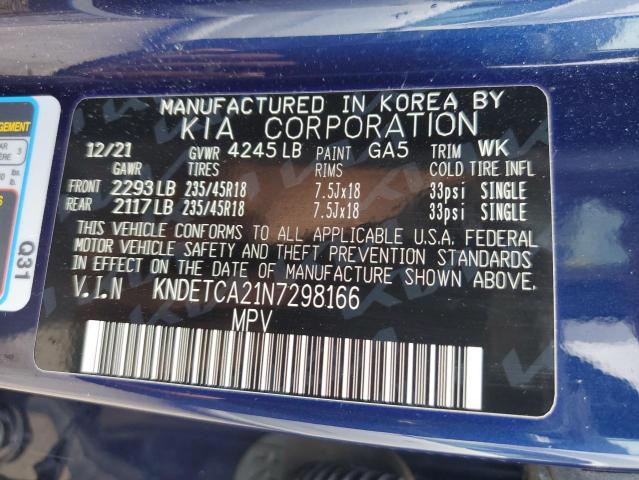 MANUFACTURED IN KOREA BY
KIA CORPORATION
12/21 GVWR 4245 LB PAINT GA5 TRIM WK
GAWR TIRES RIMS COLD TIRE INFL
FRONT 2293 LB 235/45R18 7.5Jx18 33psi SINGLE
REAR 2117 LB 235/45R18 7.5Jx18 33psi SINGLE
THIS VEHICLE CONFORMS TO ALL APPLICABLE U.S.A. FEDERAL
MOTOR VEHICLE SAFETY AND THEFT PREVENTION STANDARDS
IN EFFECT ON THE DATE OF MANUFACTURE SHOWN ABOVE.
V.I.N KNDETCA21N7298166
MPV
Q31